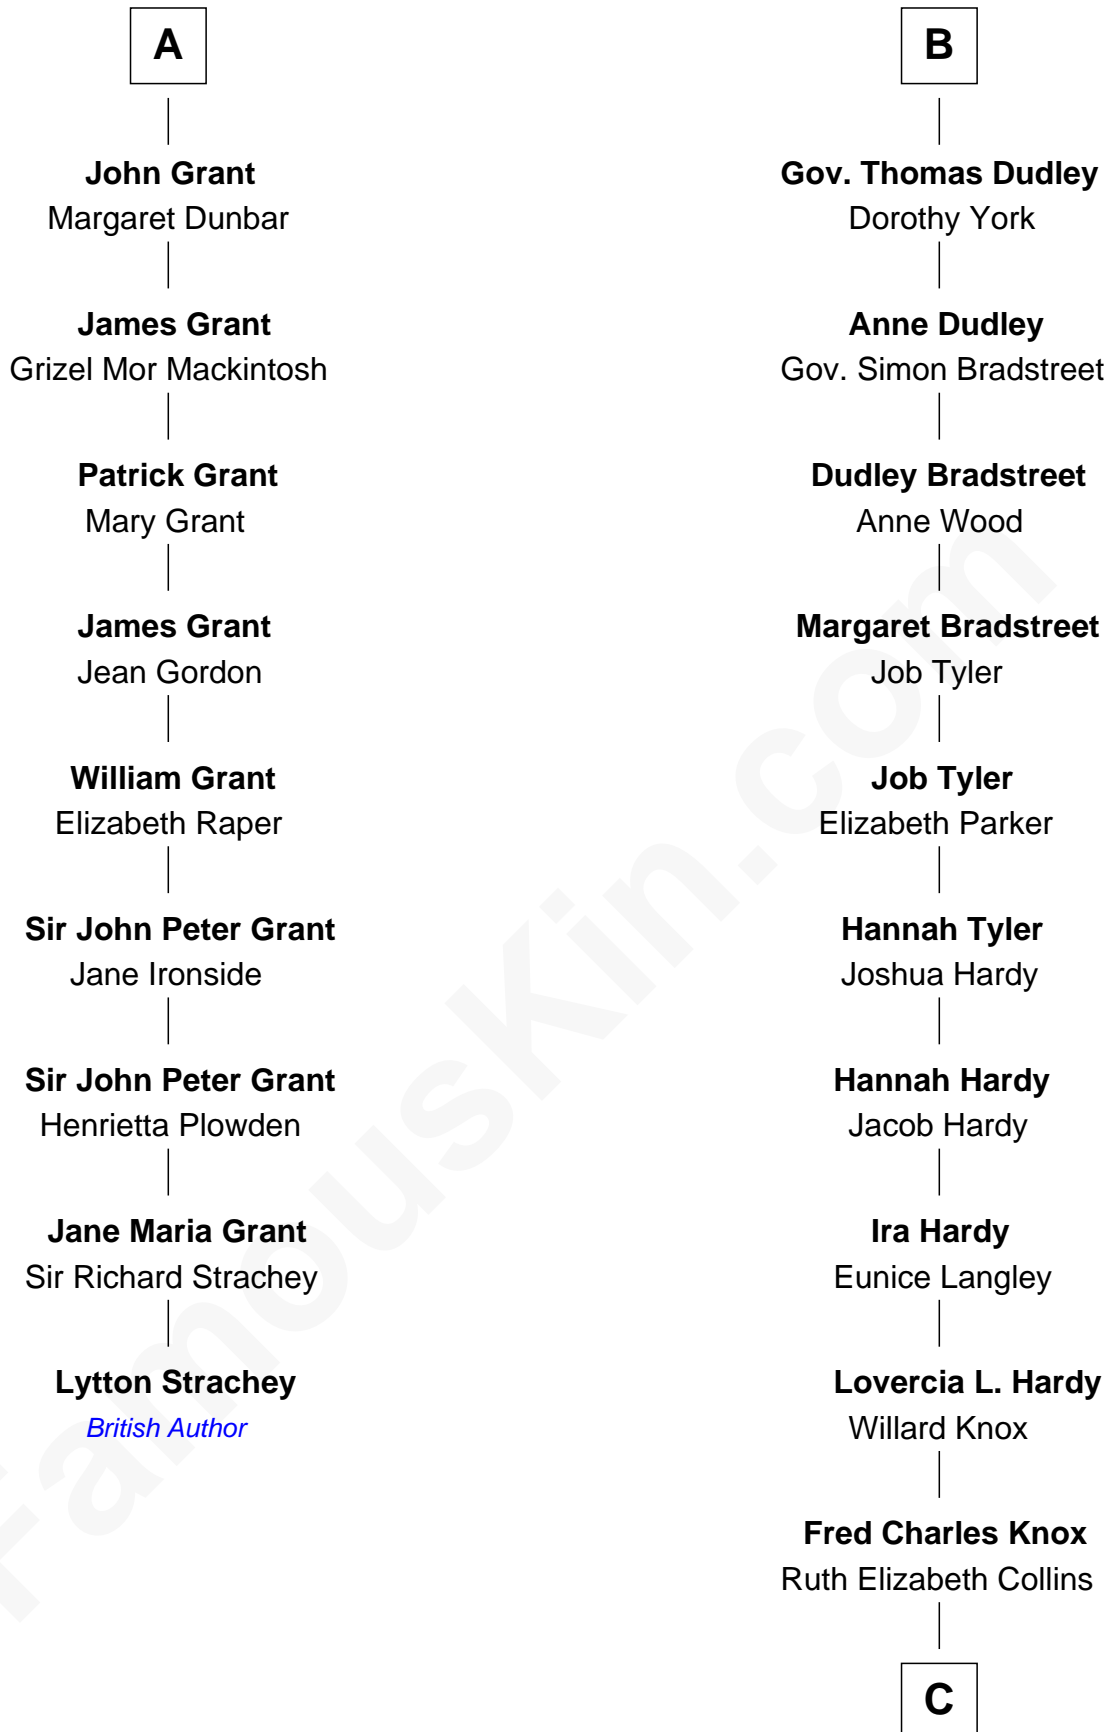 A
John Grant
Margaret Dunbar
James Grant
Grizel Mor Mackintosh
Patrick Grant
Mary Grant
James Grant
Jean Gordon
William Grant
Elizabeth Raper
Sir John Peter Grant
Jane Ironside
Sir John Peter Grant
Henrietta Plowden
Jane Maria Grant
Sir Richard Strachey
Lytton Strachey
British Author
B
Gov. Thomas Dudley
Dorothy York
Anne Dudley
Gov. Simon Bradstreet
Dudley Bradstreet
Anne Wood
Margaret Bradstreet
Job Tyler
Job Tyler
Elizabeth Parker
Hannah Tyler
Joshua Hardy
Hannah Hardy
Jacob Hardy
Ira Hardy
Eunice Langley
Lovercia L. Hardy
Willard Knox
Fred Charles Knox
Ruth Elizabeth Collins
C
FamousKin.com